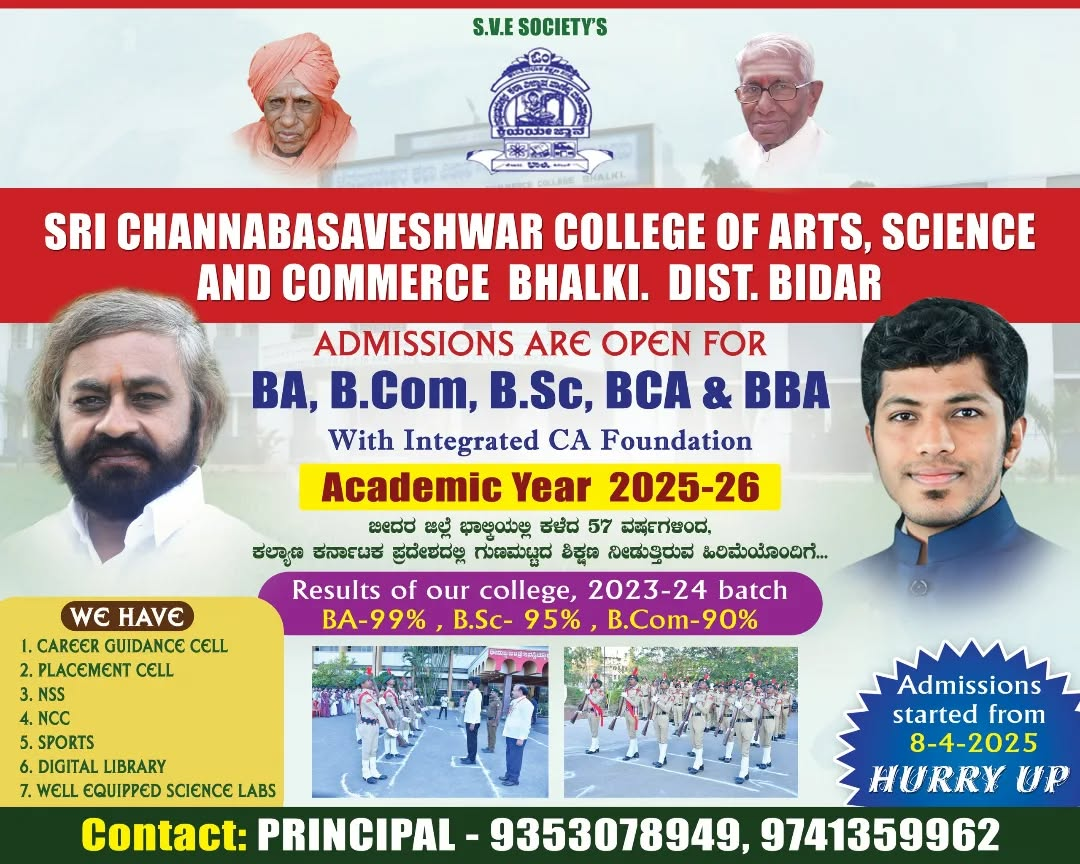 S.V.E SOCIETY'S
ಓಂ
ಕ್ರಿಯಯೇಜ್ಞಾನ
COMMERCE COLLEGE BHALKI.
SRI CHANNABASAVESHWAR COLLEGE OF ARTS, SCIENCE
AND COMMERCE BHALKI. DIST. BIDAR
ADMISSIONS ARE OPEN FOR
BA, B.Com, B.Sc, BCA & BBA
With Integrated CA Foundation
Academic Year 2025-26
ಬೀದರ ಜಿಲ್ಲೆ ಭಾಲ್ಕಿಯಲ್ಲಿ ಕಳೆದ 57 ವರ್ಷಗಳಿಂದ,
ಕಲ್ಯಾಣ ಕರ್ನಾಟಕ ಪ್ರದೇಶದಲ್ಲಿ ಗುಣಮಟ್ಟದ ಶಿಕ್ಷಣ ನೀಡುತ್ತಿರುವ ಹಿರಿಮೆಯೊಂದಿಗೆ...
Results of our college, 2023-24 batch
BA-99% , B.Sc- 95% , B.Com-90%
WE HAVE
1. CAREER GUIDANCE CELL
2. PLACEMENT CELL
3. NSS
4. NCC
5. SPORTS
6. DIGITAL LIBRARY
7. WELL EQUIPPED SCIENCE LABS
Admissions
started from
8-4-2025
HURRY UP
Contact: PRINCIPAL - 9353078949, 9741359962